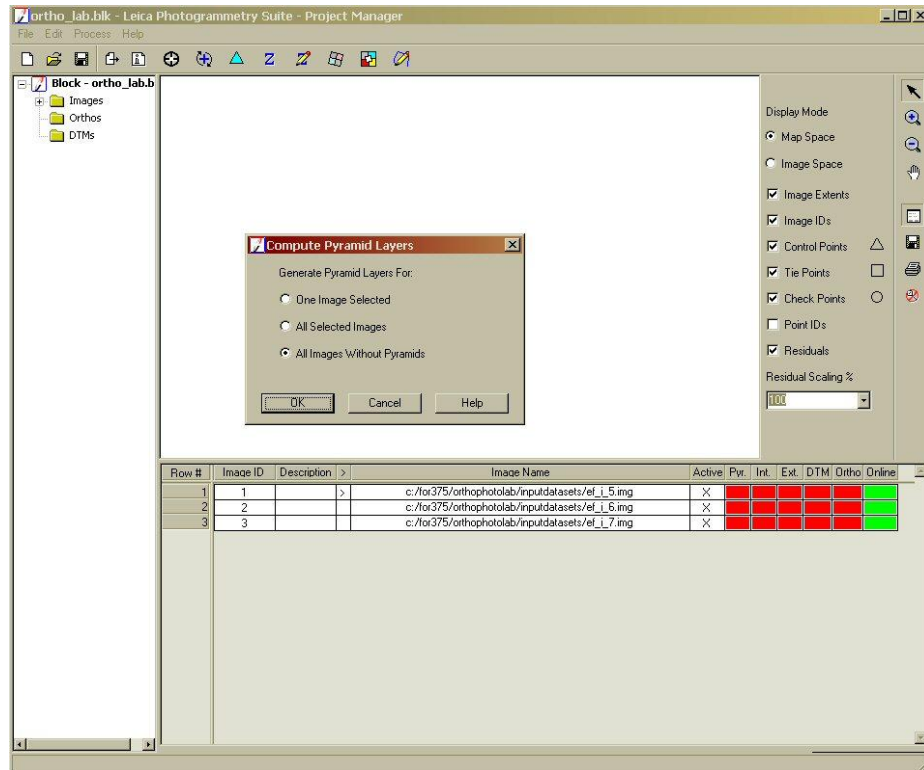 ortho_lab.blk - Leica Photogrammetry Suite - Project Manager
File Edit Process Help
Block - ortho_lab.b
Images
Orthos
DTMs
Display Mode
Map Space
Image Space
Image Extents
Image IDs
Control Points
Tie Points
Check Points
Point IDs
Residuals
Residual Scaling %
100
Compute Pyramid Layers
Generate Pyramid Layers For:
One Image Selected
All Selected Images
All Images Without Pyramids
OK Cancel Help
Row # Image ID Description > Image Name Active Pyr. Int. Ext. DTM Ortho Online
1 1 > c:/for375/orthophotolab/inputdatasets/ef_i_5.img X
2 2 c:/for375/orthophotolab/inputdatasets/ef_i_6.img X
3 3 c:/for375/orthophotolab/inputdatasets/ef_i_7.img X